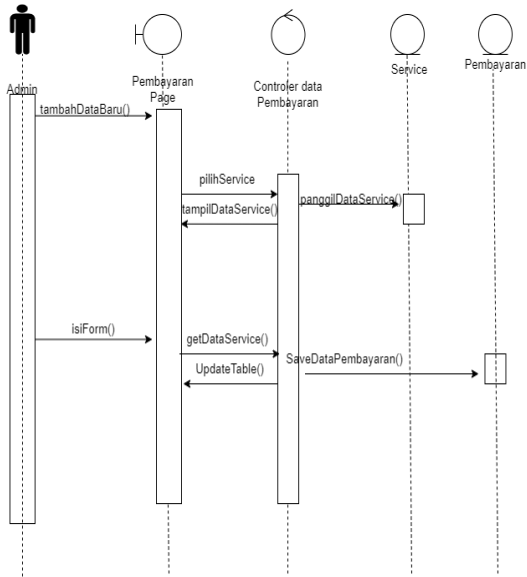 Admin
Pembayaran
Page
Controler data
Pembayaran
Service
Pembayaran
tambahDataBaru()
pilihService
panggilDataService()
tampilDataService()
isiForm()
getDataService()
SaveDataPembayaran()
UpdateTable()